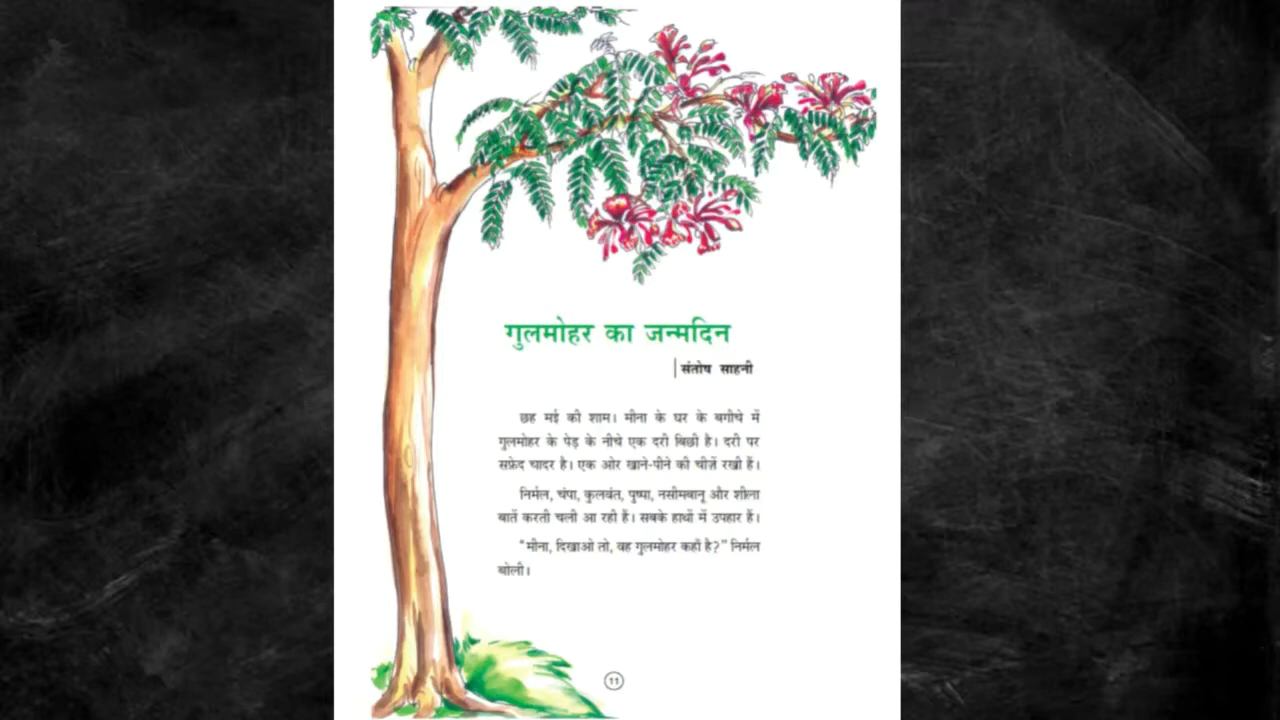 गुलमोहर का जन्मदिन
संतोष साहनी
छह मई की शाम। मीना के घर के बगीचे में
गुलमोहर के पेड़ के नीचे एक दरी बिछी है। दरी पर
सफ़ेद चादर है। एक ओर खाने-पीने की चीज़ें रखी हैं।
निर्मल, चंपा, कुलवंत, पुष्पा, नसीमबानू और शीला
बातें करती चली आ रही हैं। सबके हाथों में उपहार हैं।
“मीना, दिखाओ तो, वह गुलमोहर कहाँ है?” निर्मल
बोली।
11